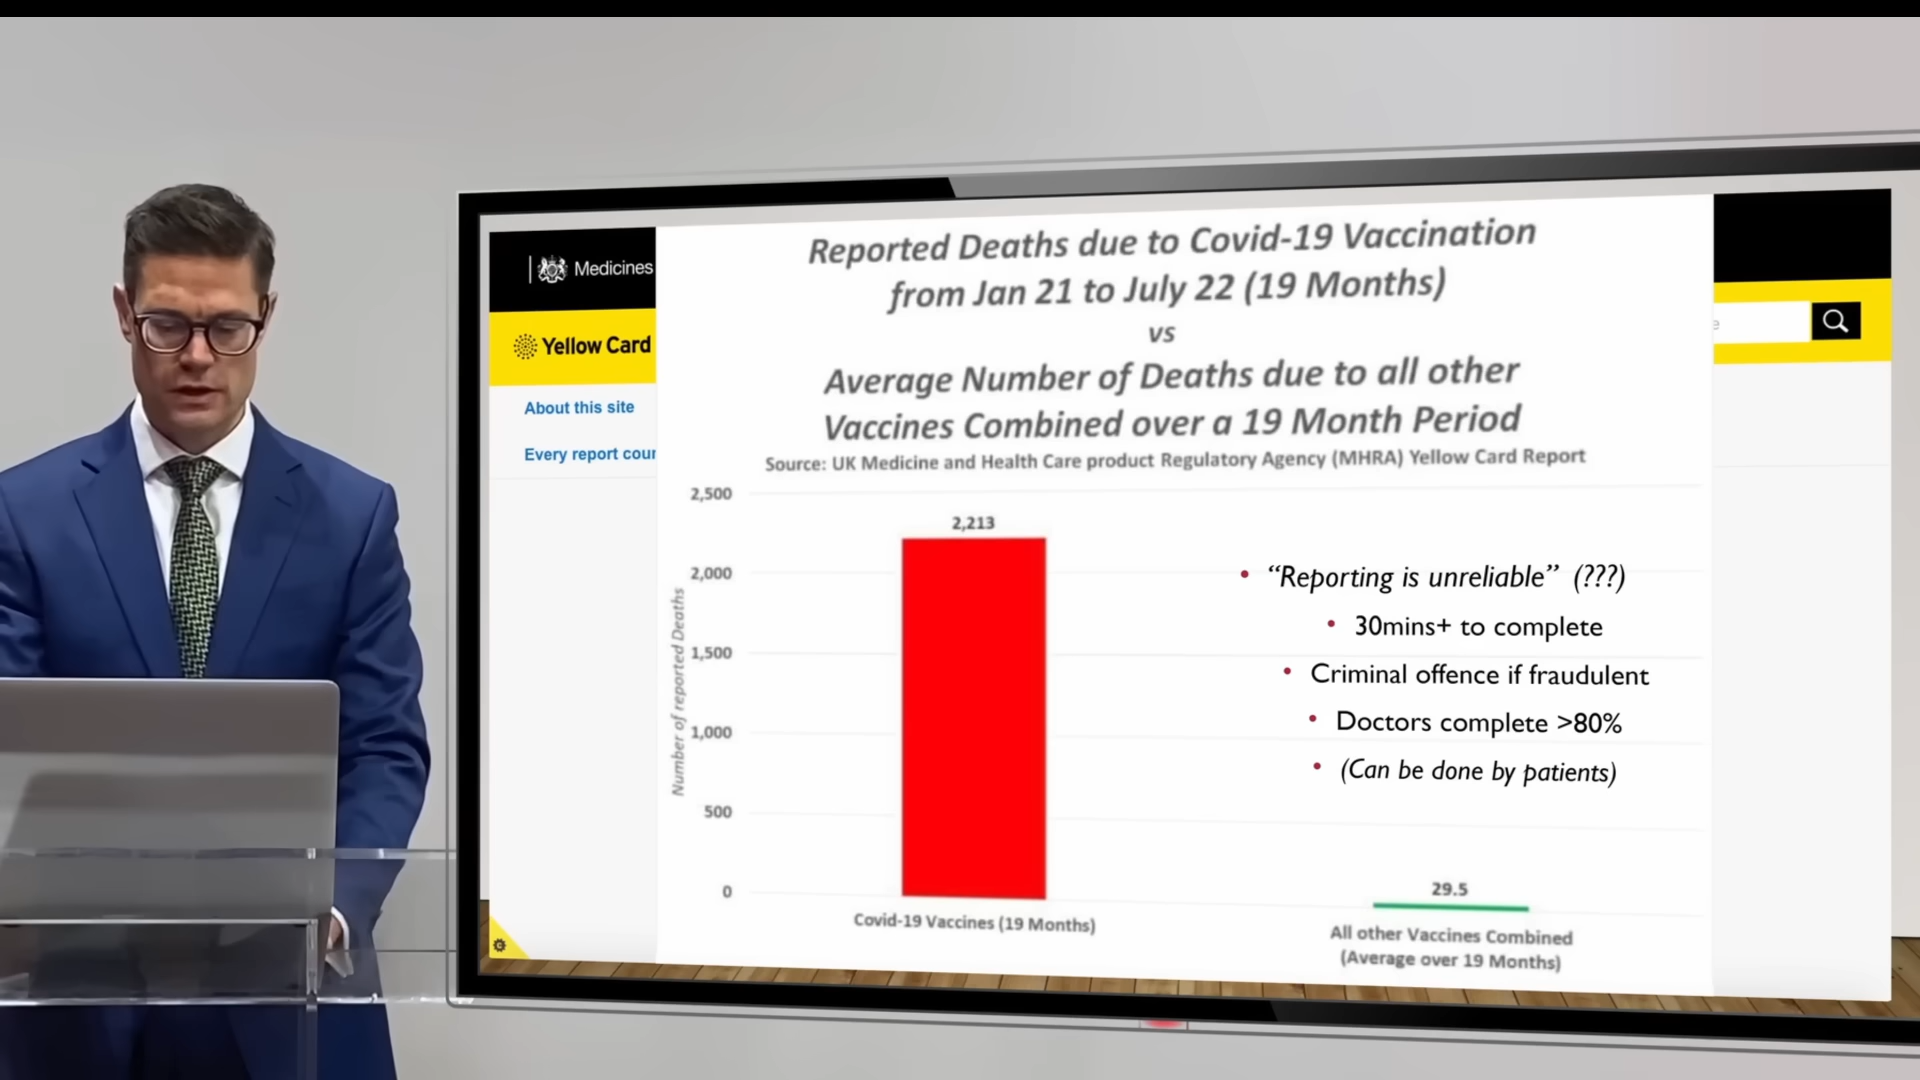 Medicines
Yellow Card
About this site
Every report cour
Reported Deaths due to Covid-19 Vaccination
from Jan 21 to July 22 (19 Months)
vs
Average Number of Deaths due to all other
Vaccines Combined over a 19 Month Period
Source: UK Medicine and Health Care product Regulatory Agency (MHRA) Yellow Card Report
Number of reported Deaths
2,500
2,000
1,500
1,000
500
0
2,213
29.5
Covid-19 Vaccines (19 Months)
All other Vaccines Combined
(Average over 19 Months)
• “Reporting is unreliable” (???)
• 30mins+ to complete
• Criminal offence if fraudulent
• Doctors complete >80%
• (Can be done by patients)